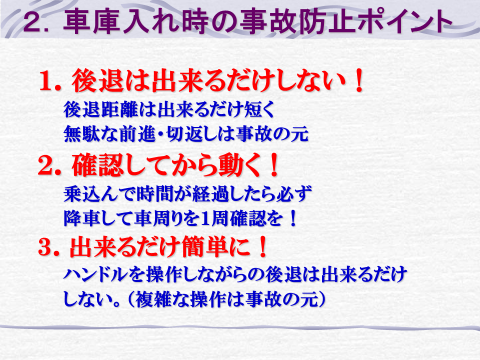 ２．車庫入れ時の事故防止ポイント
１．後退は出来るだけしない！
後退距離は出来るだけ短く
無駄な前進・切返しは事故の元
２．確認してから動く！
乗込んで時間が経過したら必ず
降車して車周りを１周確認を！
３．出来るだけ簡単に！
ハンドルを操作しながらの後退は出来るだけ
しない。（複雑な操作は事故の元）